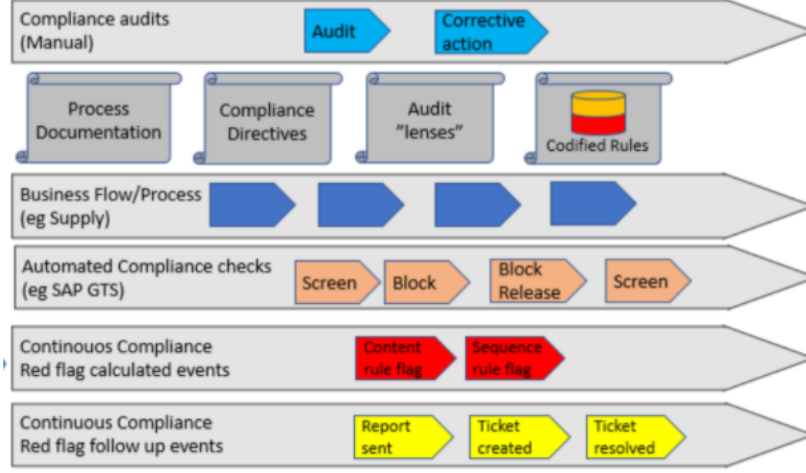 Compliance audits
(Manual)
Audit
Corrective
action
Process
Documentation
Compliance
Directives
Audit
"lenses"
Codified Rules
Business Flow/Process
(eg Supply)
Automated Compliance checks
(eg SAP GTS)
Screen
Block
Block
Release
Screen
Continouos Compliance
Red flag calculated events
Content
rule flag
Sequence
rule flag
Continuous Compliance
Red flag follow up events
Report
sent
Ticket
created
Ticket
resolved